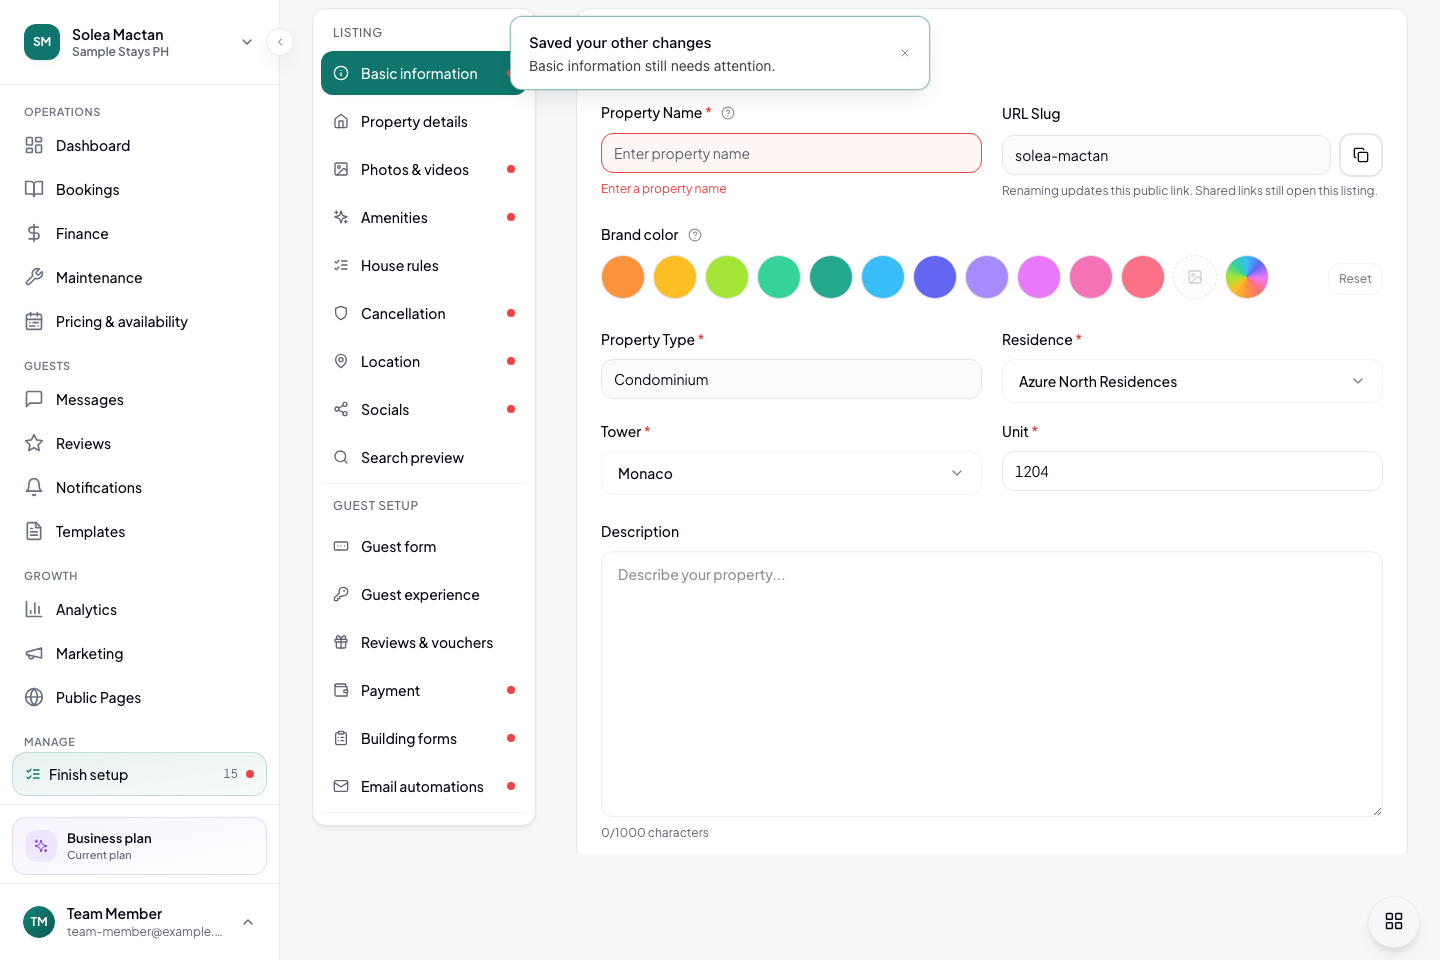 SM
Solea Mactan
Sample Stays PH
OPERATIONS
Dashboard
Bookings
Finance
Maintenance
Pricing & availability
GUESTS
Messages
Reviews
Notifications
Templates
GROWTH
Analytics
Marketing
Public Pages
MANAGE
Finish setup 15
Business plan
Current plan
TM
Team Member
team-member@example....
LISTING
Basic information
Property details
Photos & videos
Amenities
House rules
Cancellation
Location
Socials
Search preview
GUEST SETUP
Guest form
Guest experience
Reviews & vouchers
Payment
Building forms
Email automations
Saved your other changes
Basic information still needs attention.
Property Name *
Enter property name
Enter a property name
URL Slug
solea-mactan
Renaming updates this public link. Shared links still open this listing.
Brand color
Reset
Property Type *
Condominium
Residence *
Azure North Residences
Tower *
Monaco
Unit *
1204
Description
Describe your property...
0/1000 characters